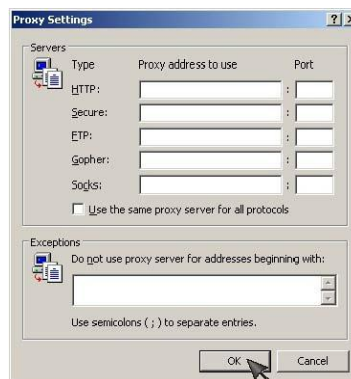 Proxy Settings
Servers
Type Proxy address to use Port
HTTP: :
Secure: :
FTP: :
Gopher: :
Socks: :
Use the same proxy server for all protocols
Exceptions
Do not use proxy server for addresses beginning with:
Use semicolons ( ; ) to separate entries.
OK Cancel